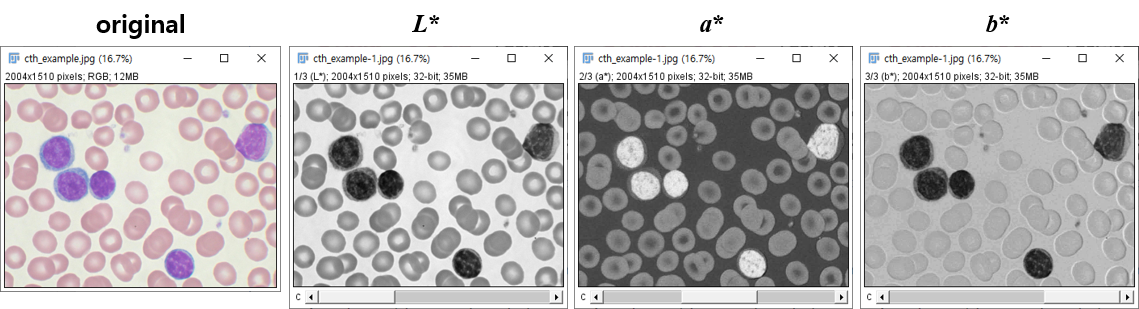 original
L*
a*
b*
cth_example.jpg (16.7%)
2004x1510 pixels; RGB; 12MB
cth_example-1.jpg (16.7%)
1/3 (L*); 2004x1510 pixels; 32-bit; 35MB
C
cth_example-1.jpg (16.7%)
2/3 (a*); 2004x1510 pixels; 32-bit; 35MB
C
cth_example-1.jpg (16.7%)
3/3 (b*); 2004x1510 pixels; 32-bit; 35MB
C